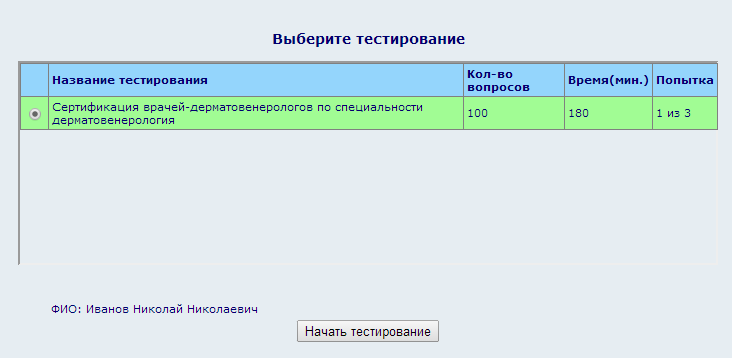 Выберите тестирование
Название тестирования Кол-во вопросов Время(мин.) Попытка
Сертификация врачей-дерматовенерологов по специальности дерматовенерология 100 180 1 из 3
ФИО: Иванов Николай Николаевич
Начать тестирование